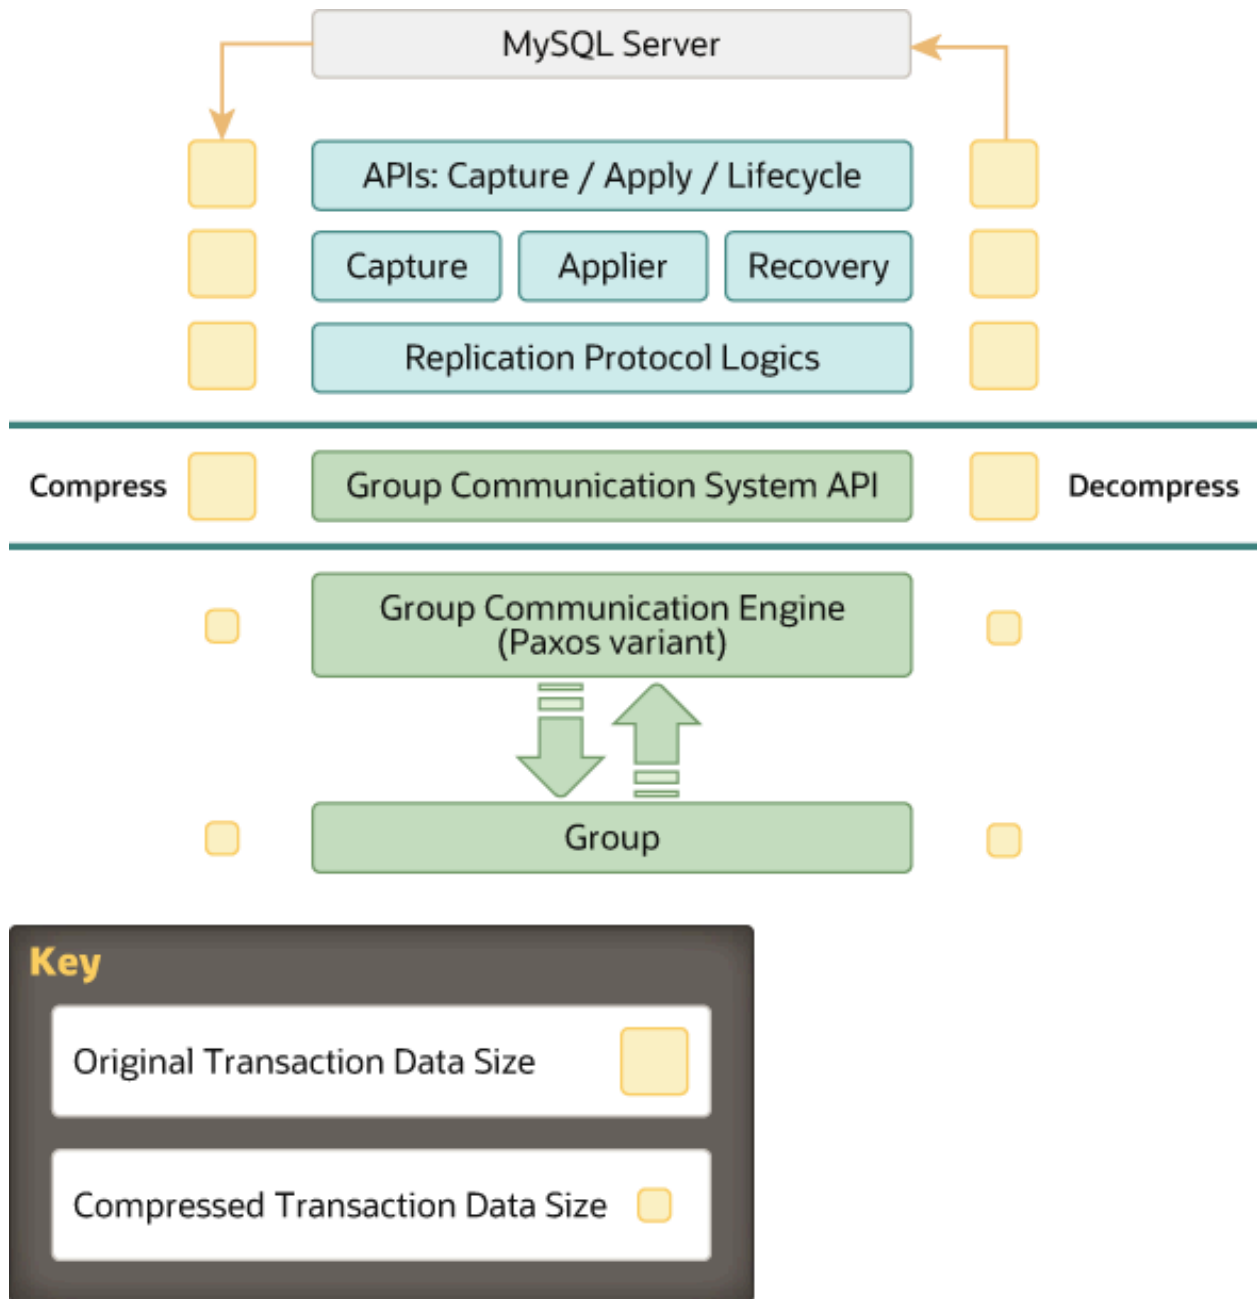 MySQL Server
APIs: Capture / Apply / Lifecycle
Capture
Applier
Recovery
Replication Protocol Logics
Compress
Group Communication System API
Decompress
Group Communication Engine
(Paxos variant)
Group
Key
Original Transaction Data Size
Compressed Transaction Data Size